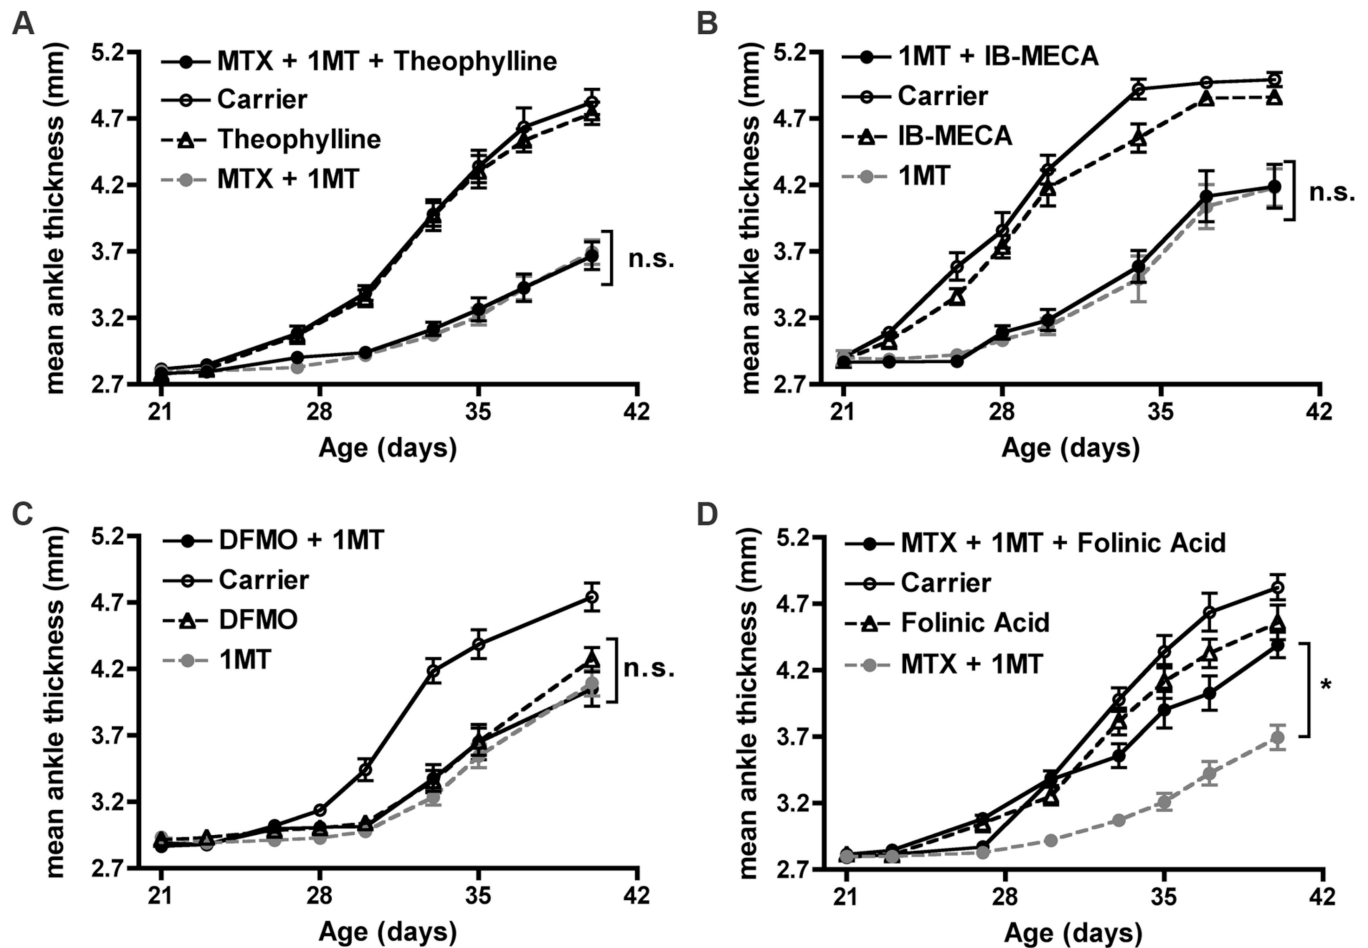 A
mean ankle thickness (mm)
5.2
4.7
4.2
3.7
3.2
2.7
MTX + 1MT + Theophylline
Carrier
Theophylline
MTX + 1MT
n.s.
21
28
35
42
Age (days)
B
mean ankle thickness (mm)
5.2
4.7
4.2
3.7
3.2
2.7
1MT + IB-MECA
Carrier
IB-MECA
1MT
n.s.
21
28
35
42
Age (days)
C
mean ankle thickness (mm)
5.2
4.7
4.2
3.7
3.2
2.7
DFMO + 1MT
Carrier
DFMO
1MT
n.s.
21
28
35
42
Age (days)
D
mean ankle thickness (mm)
5.2
4.7
4.2
3.7
3.2
2.7
MTX + 1MT + Folinic Acid
Carrier
Folinic Acid
MTX + 1MT
*
21
28
35
42
Age (days)